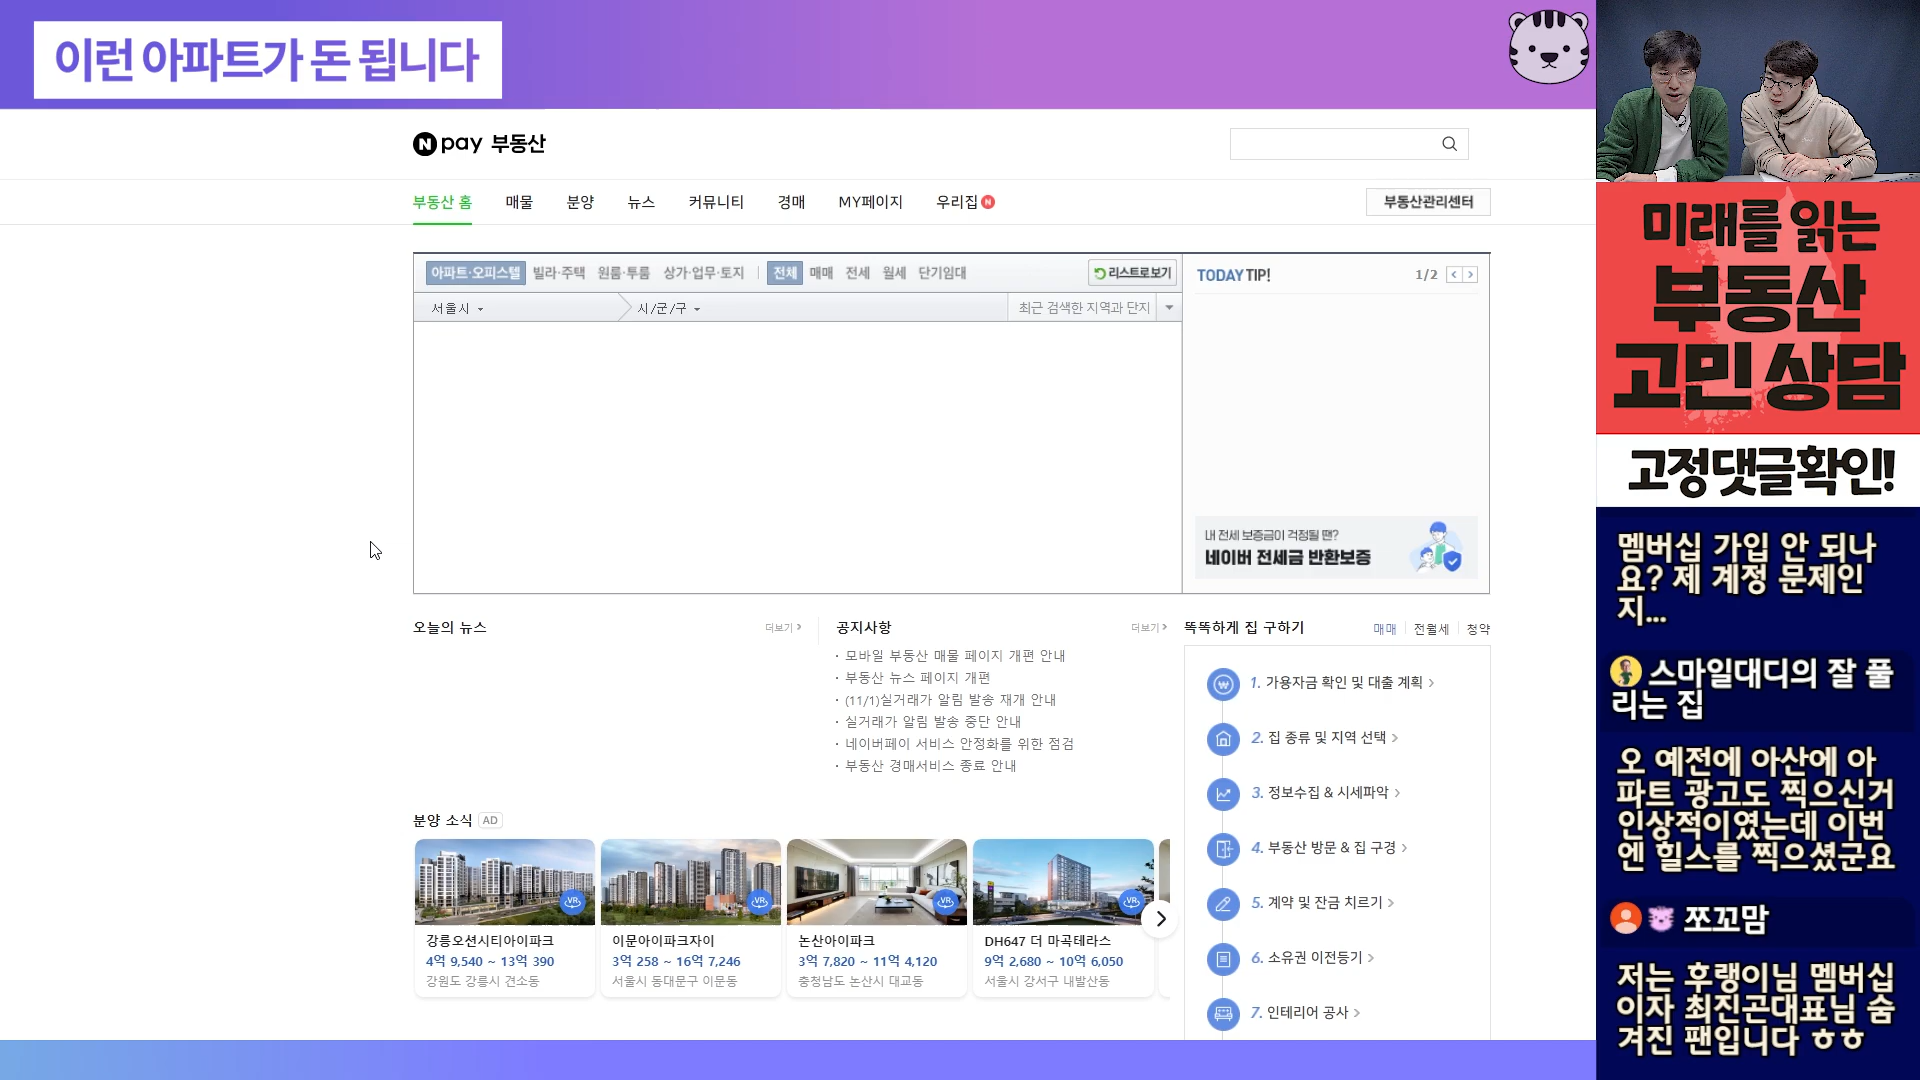 이런 아파트가 돈 됩니다
N pay 부동산
부동산 홈 매물 분양 뉴스 커뮤니티 경매 MY페이지 우리집 N
부동산관리센터
아파트·오피스텔 빌라·주택 원룸·투룸 상가·업무·토지 전체 매매 전세 월세 단기임대 리스트로보기
서울시 시/군/구 최근 검색한 지역과 단지
TODAY TIP! 1/2
내 전세 보증금이 걱정될 땐?
네이버 전세금 반환보증
오늘의 뉴스 더보기
공지사항 더보기
· 모바일 부동산 매물 페이지 개편 안내
· 부동산 뉴스 페이지 개편
· (11/1)실거래가 알림 발송 재개 안내
· 실거래가 알림 발송 중단 안내
· 네이버페이 서비스 안정화를 위한 점검
· 부동산 경매서비스 종료 안내
똑똑하게 집 구하기 매매 전월세 청약
1. 가용자금 확인 및 대출 계획
2. 집 종류 및 지역 선택
3. 정보수집 & 시세파악
4. 부동산 방문 & 집 구경
5. 계약 및 잔금 치르기
6. 소유권 이전등기
7. 인테리어 공사
분양 소식 AD
VR
강릉오션시티아이파크
4억 9,540 ~ 13억 390
강원도 강릉시 견소동
VR
이문아이파크자이
3억 258 ~ 16억 7,246
서울시 동대문구 이문동
VR
논산아이파크
3억 7,820 ~ 11억 4,120
충청남도 논산시 대교동
VR
DH647 더 마곡테라스
9억 2,680 ~ 10억 6,050
서울시 강서구 내발산동
미래를 읽는
부동산
고민상담
고정댓글확인!
멤버십 가입 안 되나
요? 제 계정 문제인
지...
스마일대디의 잘 풀
리는 집
오 예전에 아산에 아
파트 광고도 찍으신거
인상적이였는데 이번
엔 힐스를 찍으셨군요
쪼꼬맘
저는 후랭이님 멤버십
이자 최진곤대표님 숨
겨진 팬입니다 ㅎㅎ